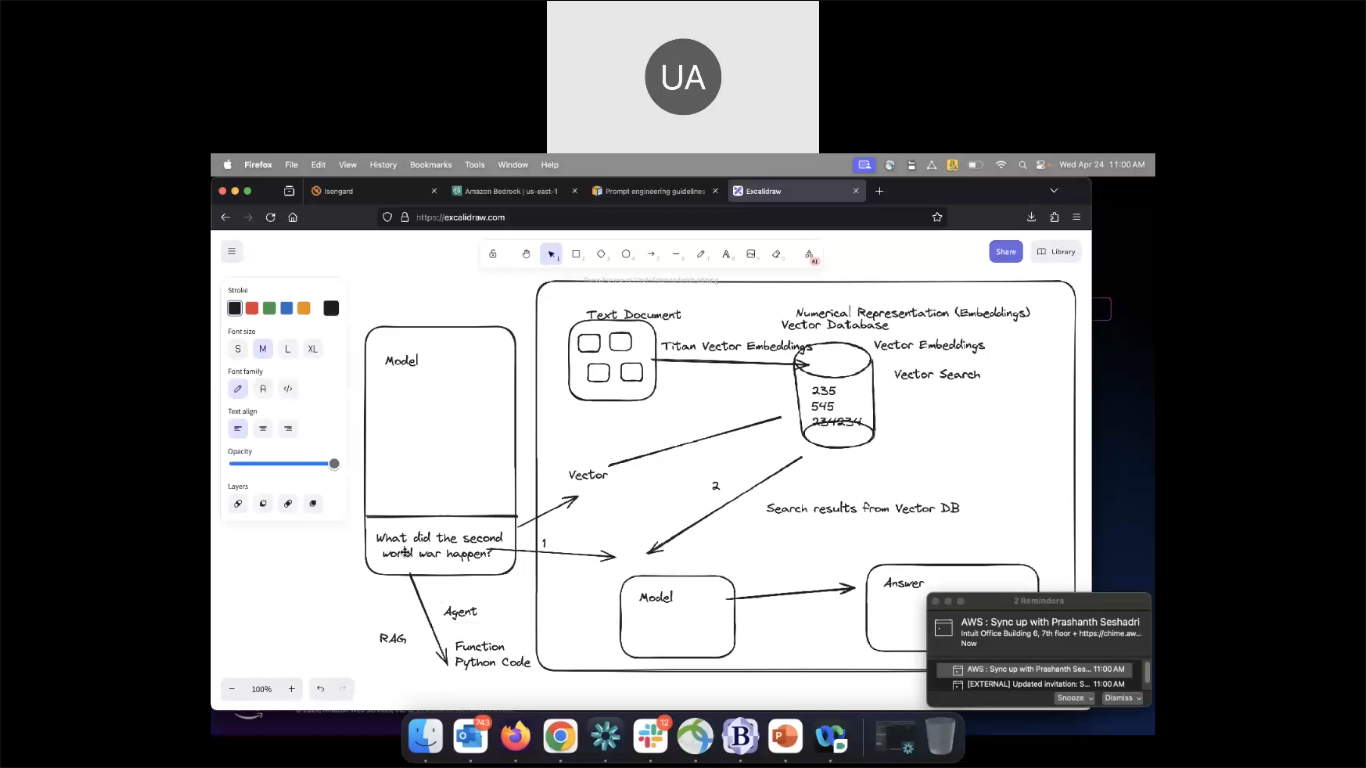 UA
Firefox File Edit View History Bookmarks Tools Window Help Wed Apr 24 11:00 AM
Isengard Amazon Bedrock | us-east-1 Prompt engineering guidelines Excalidraw
https://excalidraw.com
Share Library
Stroke
Font size
S M L XL
Font family
Text align
Opacity
Layers
Text Document
Numerical Representation (Embeddings)
Vector Database
Titan Vector Embeddings
Vector Embeddings
Vector Search
235
545
234234
Model
Vector
2
Search results from Vector DB
What did the second
world war happen?
1
Model
Answer
Agent
RAG
Function
Python Code
100%
2 Reminders
AWS : Sync up with Prashanth Seshadri
Intuit Office Building 6, 7th floor + https://chime.aw...
Now
AWS : Sync up with Prashanth Ses... 11:00 AM
[EXTERNAL] Updated invitation: S... 11:00 AM
Snooze Dismiss
743
12